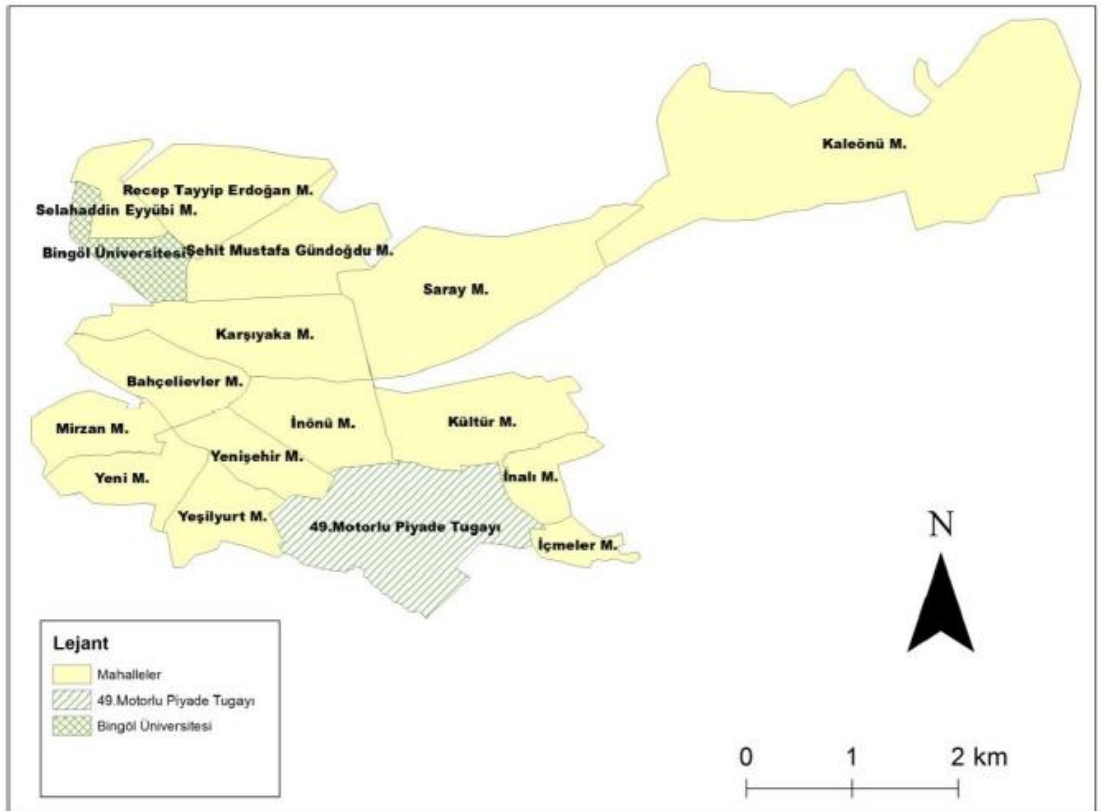 Kaleönü M.
Recep Tayyip Erdoğan M.
Selahaddin Eyyübi M.
Bingöl Üniversitesi
Şehit Mustafa Gündoğdu M.
Saray M.
Karşıyaka M.
Bahçelievler M.
Mirzan M.
İnönü M.
Kültür M.
Yenişehir M.
Yeni M.
İnalı M.
Yeşilyurt M.
49.Motorlu Piyade Tugayı
İçmeler M.
N
Lejant
Mahalleler
49.Motorlu Piyade Tugayı
Bingöl Üniversitesi
0 1 2 km